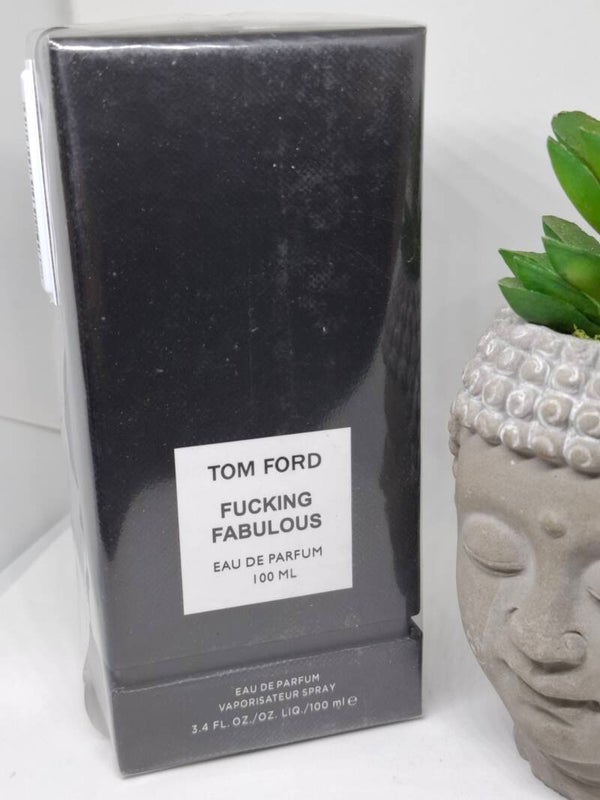 TOM FORD
FUCKING
FABULOUS
EAU DE PARFUM
100 ML
EAU DE PARFUM
VAPORISATEUR SPRAY
3.4 FL. OZ./OZ. LIQ./100 ml ℮